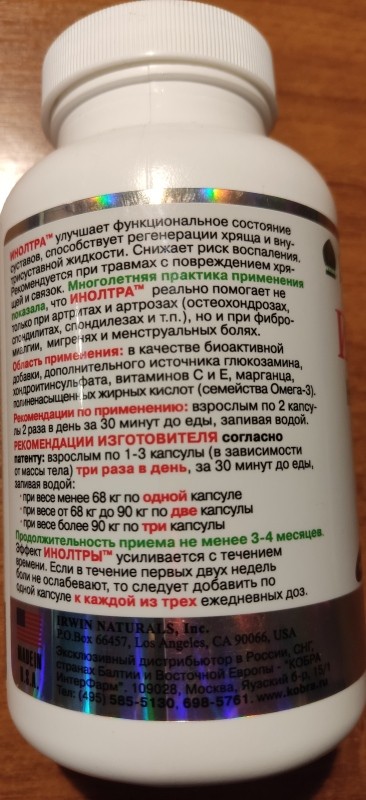 ИНОЛТРА™ улучшает функциональное состояние
суставов, способствует регенерации хряща и вну-
трисуставной жидкости. Снижает риск воспаления.
Рекомендуется при травмах с повреждением хря-
щей и связок. Многолетняя практика применения
показала, что ИНОЛТРА™ реально помогает не
только при артритах и артрозах (остеохондрозах,
спондилитах, спондилезах и т.п.), но и при фибро-
миалгии, мигренях и менструальных болях.
Область применения: в качестве биоактивной
добавки, дополнительного источника глюкозамина,
хондроитинсульфата, витаминов С и Е, марганца,
полиненасыщенных жирных кислот (семейства Омега-3).
Рекомендации по применению: взрослым по 2 капсу-
лы 2 раза в день за 30 минут до еды, запивая водой.
РЕКОМЕНДАЦИИ ИЗГОТОВИТЕЛЯ согласно
патенту: взрослым по 1-3 капсулы (в зависимости
от массы тела) три раза в день, за 30 минут до еды,
запивая водой:
· при весе менее 68 кг по одной капсуле
· при весе от 68 кг до 90 кг по две капсулы
· при весе более 90 кг по три капсулы
Продолжительность приема не менее 3-4 месяцев.
Эффект ИНОЛТРЫ™ усиливается с течением
времени. Если в течение первых двух недель
боли не ослабевают, то следует добавить по
одной капсуле к каждой из трех ежедневных доз.
MADE IN
U.S.A.
IRWIN NATURALS, Inc.
P.O.Box 66457, Los Angeles, CA 90066, USA
Эксклюзивный дистрибьютор в России, СНГ,
странах Балтии и Восточной Европы - "КОБРА
ИнтерФарм". 109028, Москва, Яузский б-р, 15/1
Тел: (495) 585-5130, 698-5761. www.kobra.ru